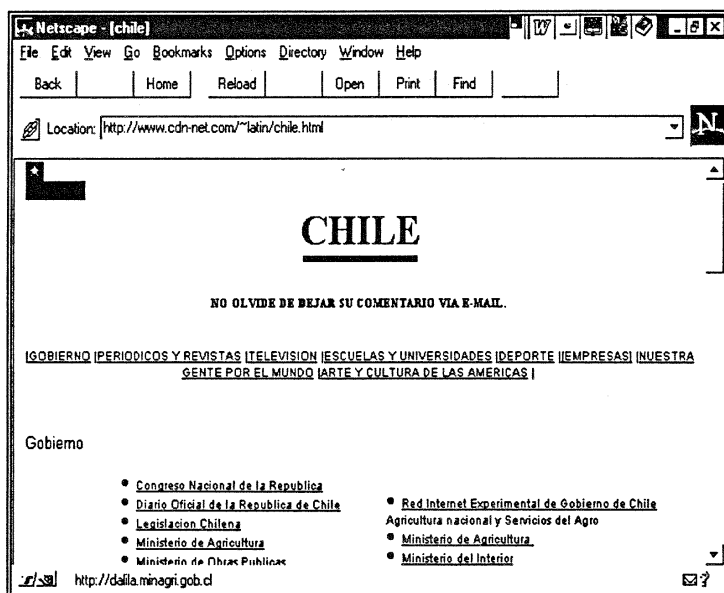 Netscape - [chile]
File Edit View Go Bookmarks Options Directory Window Help
Back Home Reload Open Print Find
Location: http://www.cdn-net.com/~latin/chile.html
N
CHILE
NO OLVIDE DE BEJAR SU COMENTARIO VIA E-MAIL.
|GOBIERNO |PERIODICOS Y REVISTAS |TELEVISION |ESCUELAS Y UNIVERSIDADES |DEPORTE ||EMPRESAS| |NUESTRA
GENTE POR EL MUNDO |ARTE Y CULTURA DE LAS AMERICAS |
Gobierno
• Congreso Nacional de la Republica
• Diario Oficial de la Republica de Chile
• Legislacion Chilena
• Ministerio de Agricultura
• Ministerio de Obras Publicas
• Red Internet Experimental de Gobierno de Chile
Agricultura nacional y Servicios del Agro
• Ministerio de Agricultura
• Ministerio del Interior
http://dalila.minagri.gob.cl